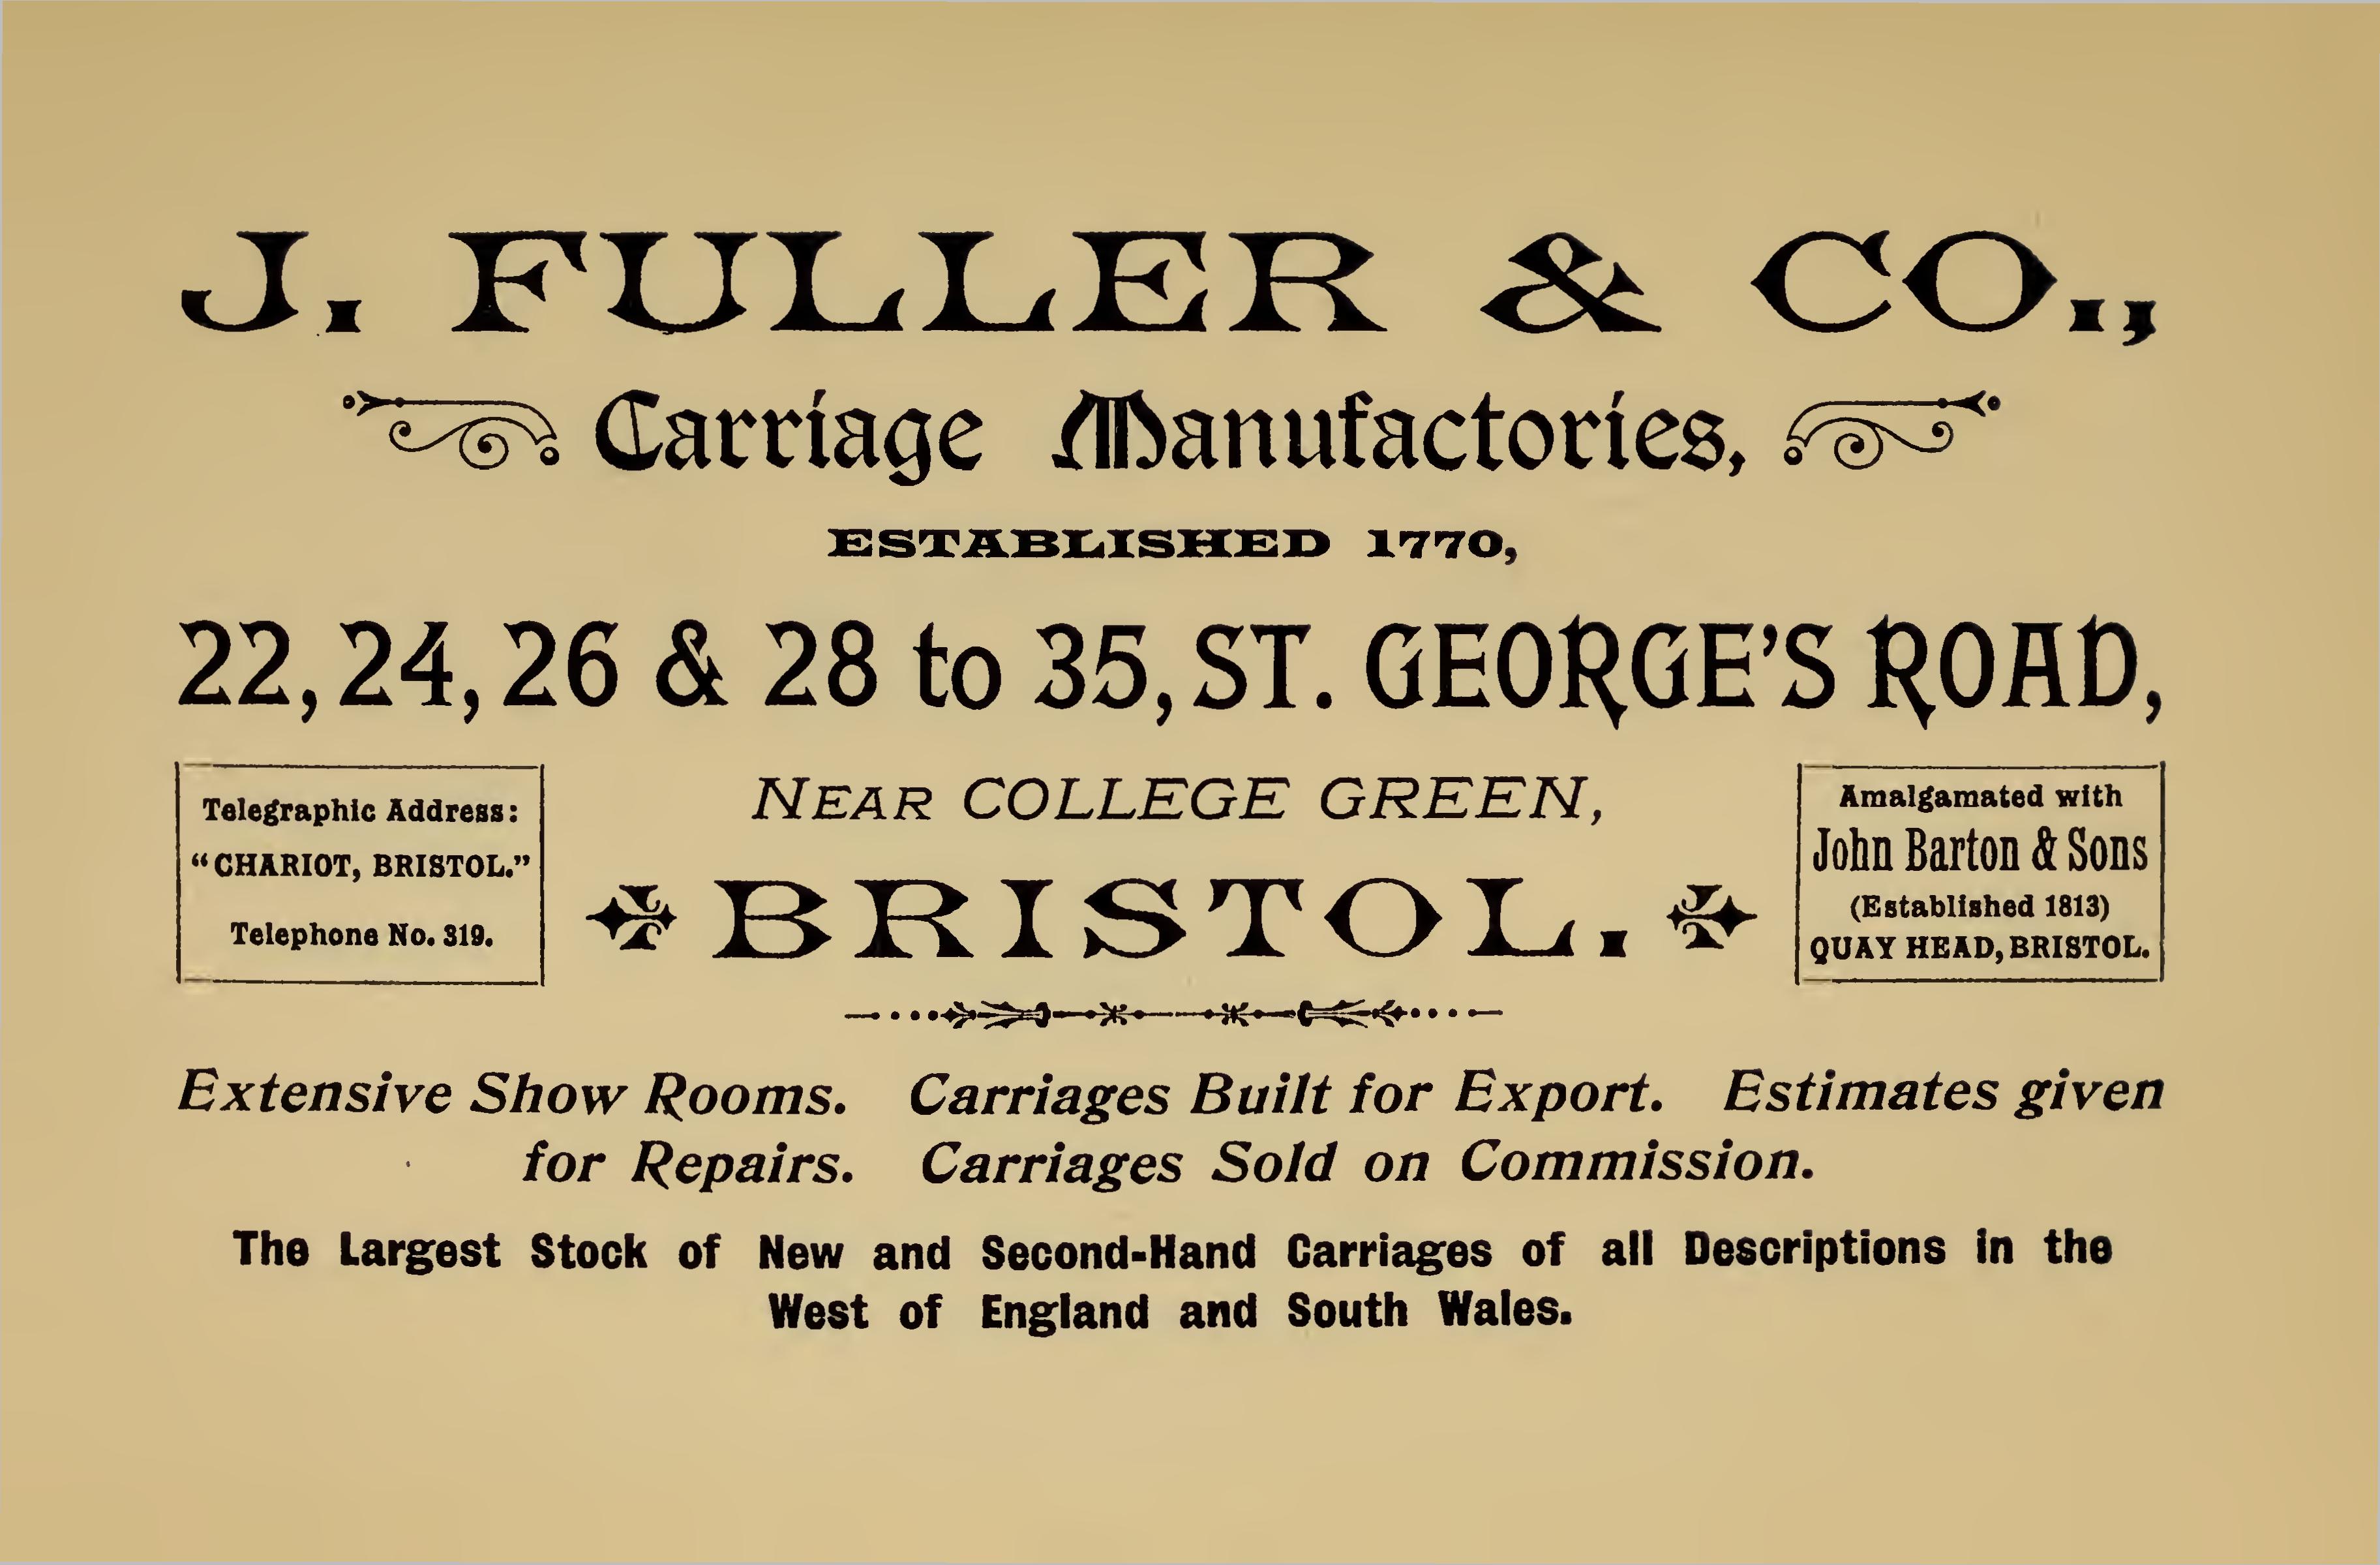 J. FULLER & CO.,
Carriage Manufactories,
ESTABLISHED 1770,
22, 24, 26 & 28 to 35, ST. GEORGE'S ROAD,
Telegraphic Address:
"CHARIOT, BRISTOL."
Telephone No. 319.
NEAR COLLEGE GREEN,
BRISTOL.
Amalgamated with
John Barton & Sons
(Established 1813)
QUAY HEAD, BRISTOL.
Extensive Show Rooms. Carriages Built for Export. Estimates given
for Repairs. Carriages Sold on Commission.
The Largest Stock of New and Second-Hand Carriages of all Descriptions in the
West of England and South Wales.